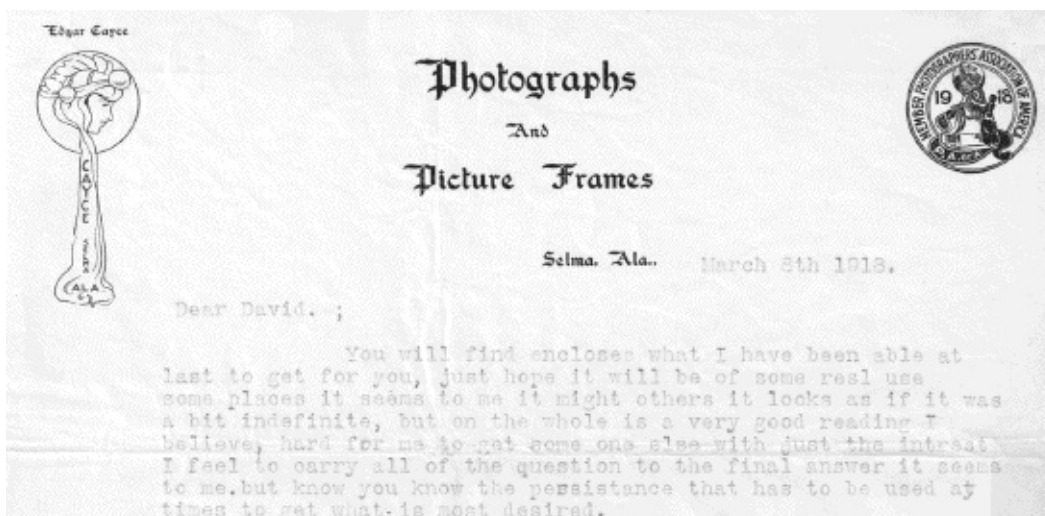 Edgar Cayce
Photographs
And
Picture Frames
MEMBER PHOTOGRAPHERS ASSOCIATION OF AMERICA
19 18
CAYCE SELMA
ALA
Selma, Ala..
March 8th 1918.
Dear David. ;
You will find encloses what I have been able at
last to get for you, just hope it will be of some resl use
some places it seems to me it might others it looks as if it was
a bit indefinite, but on the whole is a very good reading I
believe, hard for me to get some one else with just the intrest
I feel to carry all of the question to the final answer it seems
to me.but know you know the persistance that has to be used at
times to get what is most desired.